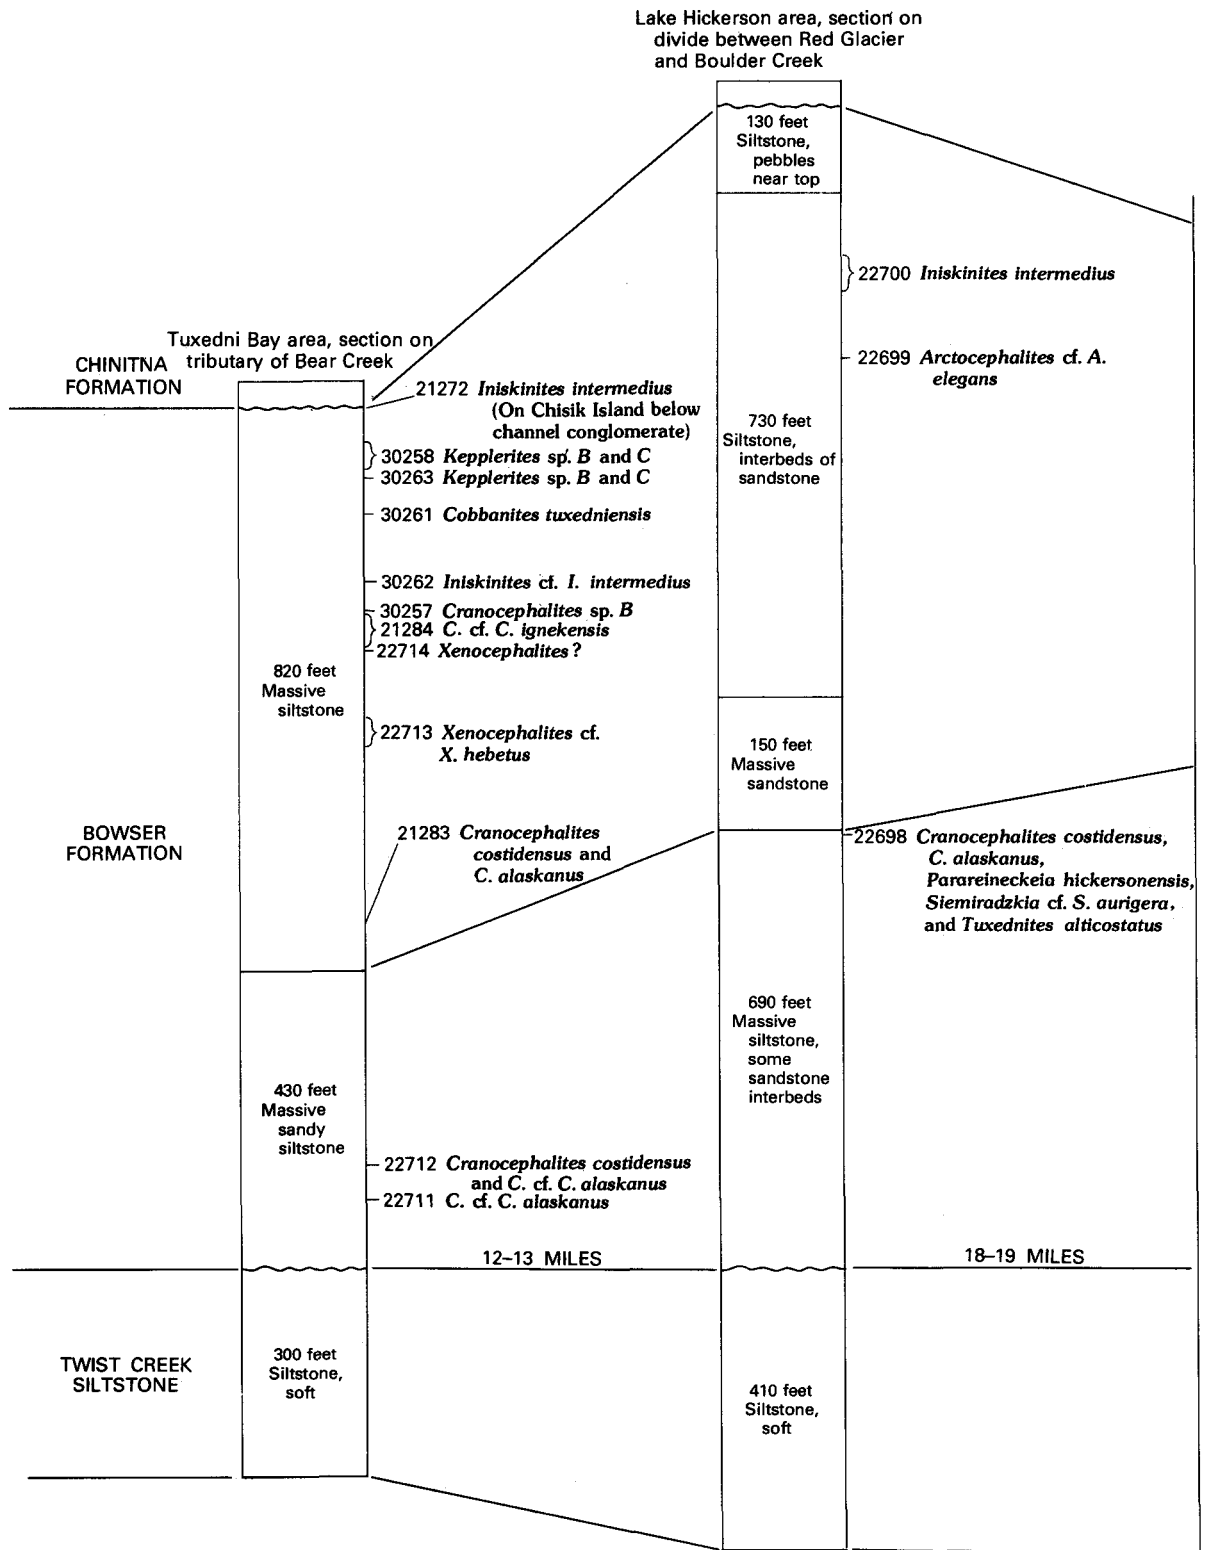 Lake Hickerson area, section on
divide between Red Glacier
and Boulder Creek
130 feet
Siltstone,
pebbles
near top
22700 Iniskinites intermedius
22699 Arctocephalites cf. A.
elegans
730 feet
Siltstone,
interbeds of
sandstone
150 feet
Massive
sandstone
22698 Cranocephalites costidensus,
C. alaskanus,
Parareineckeia hickersonensis,
Siemiradzkia cf. S. aurigera,
and Tuxednites alticostatus
690 feet
Massive
siltstone,
some
sandstone
interbeds
410 feet
Siltstone,
soft
Tuxedni Bay area, section on
tributary of Bear Creek
CHINITNA
FORMATION
21272 Iniskinites intermedius
(On Chisik Island below
channel conglomerate)
30258 Kepplerites sp. B and C
30263 Kepplerites sp. B and C
30261 Cobbanites tuxedniensis
30262 Iniskinites cf. I. intermedius
30257 Cranocephalites sp. B
21284 C. cf. C. ignekensis
22714 Xenocephalites?
820 feet
Massive
siltstone
22713 Xenocephalites cf.
X. hebetus
BOWSER
FORMATION
21283 Cranocephalites
costidensus and
C. alaskanus
430 feet
Massive
sandy
siltstone
22712 Cranocephalites costidensus
and C. cf. C. alaskanus
22711 C. cf. C. alaskanus
12–13 MILES
18–19 MILES
TWIST CREEK
SILTSTONE
300 feet
Siltstone,
soft